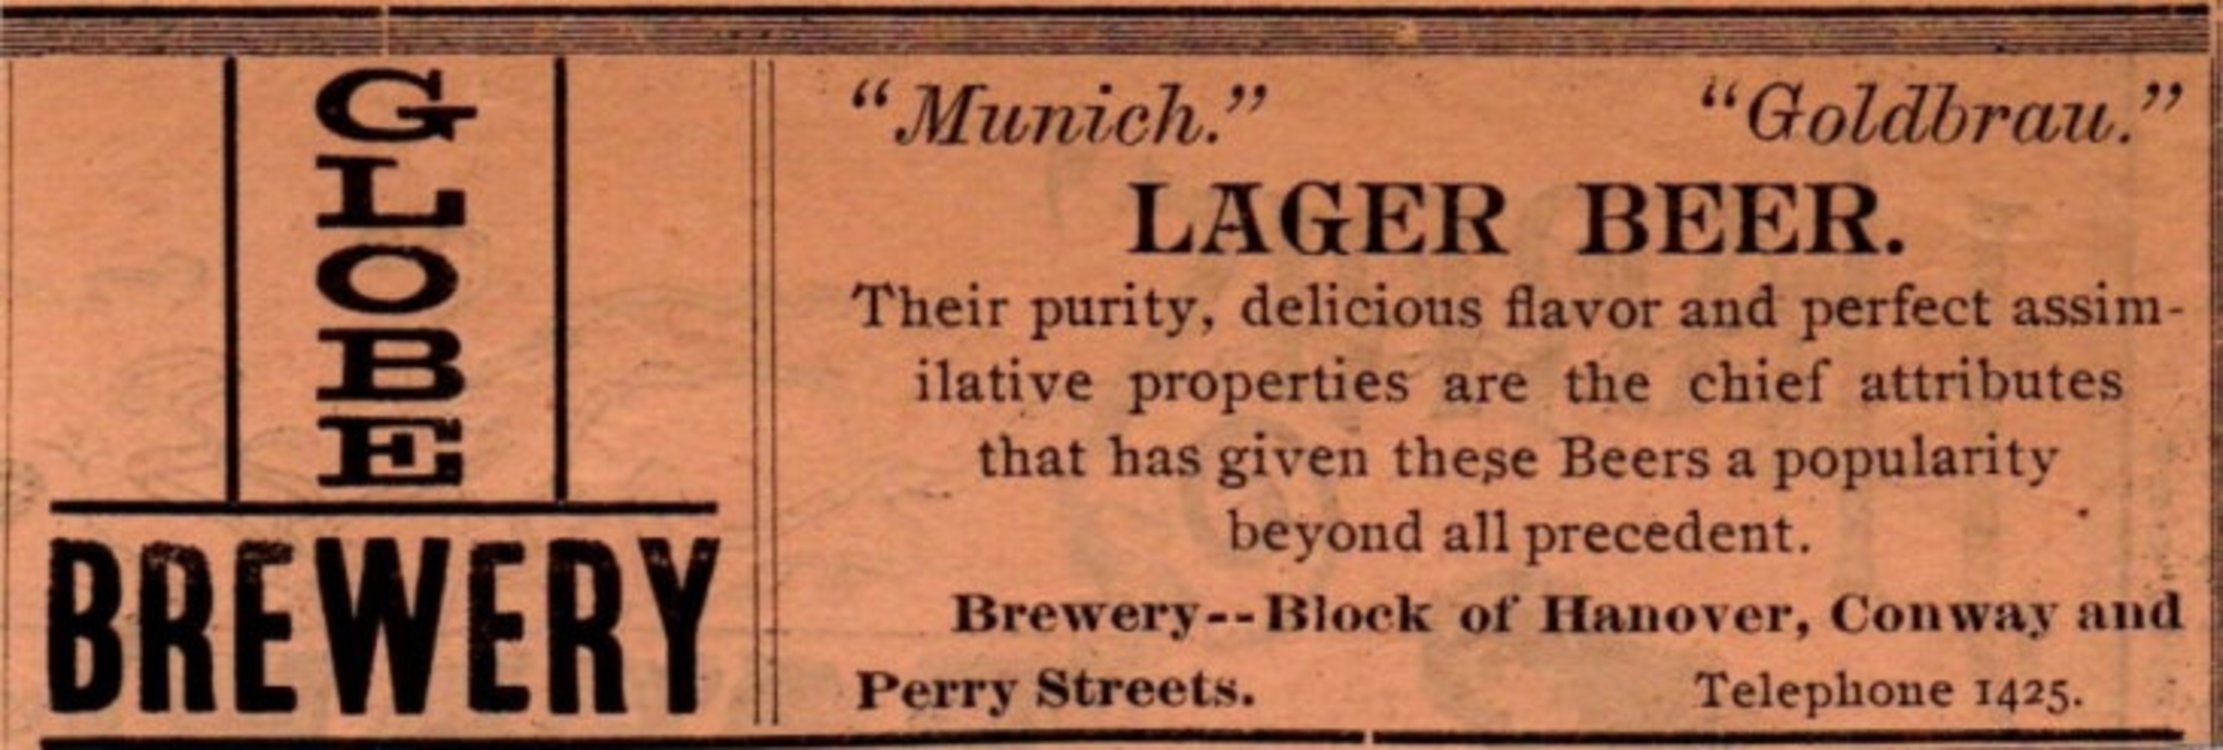 GLOBE
BREWERY
“Munich.” “Goldbrau.”
LAGER BEER.
Their purity, delicious flavor and perfect assim-
ilative properties are the chief attributes
that has given these Beers a popularity
beyond all precedent.
Brewery--Block of Hanover, Conway and
Perry Streets. Telephone 1425.